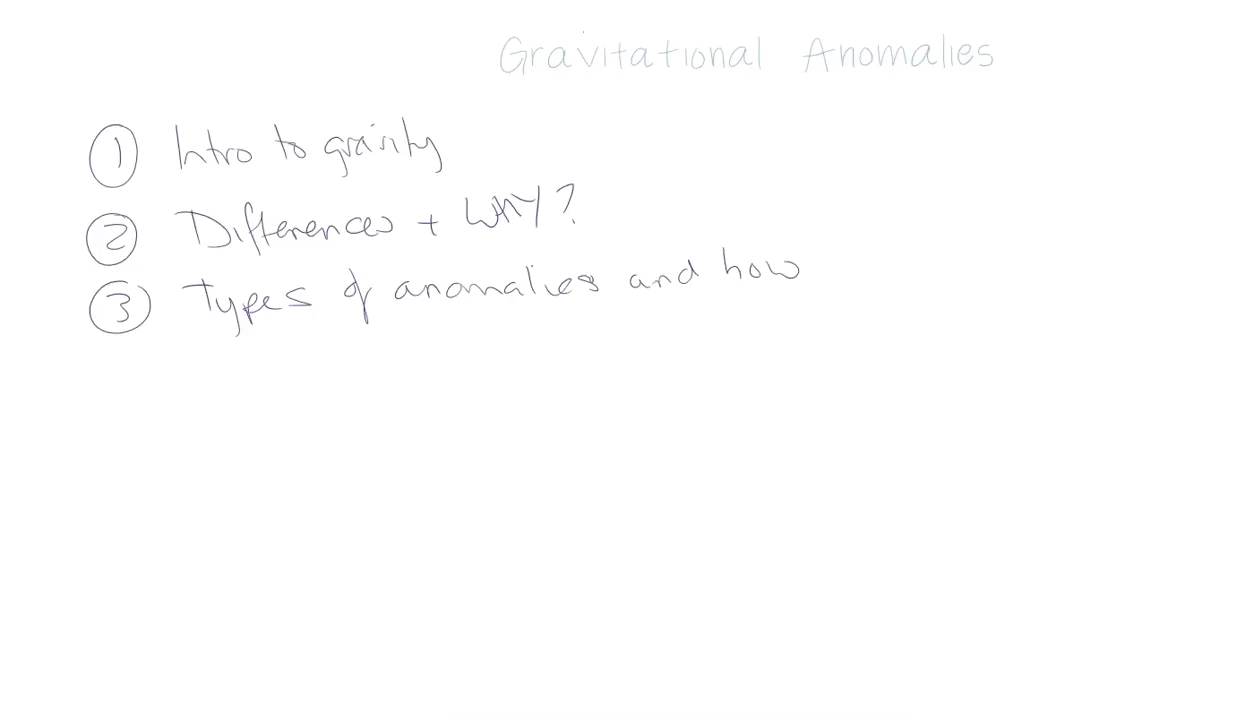 Gravitational Anomalies
① Intro to gravity
② Differences + WHY?
③ Types of anomalies and how